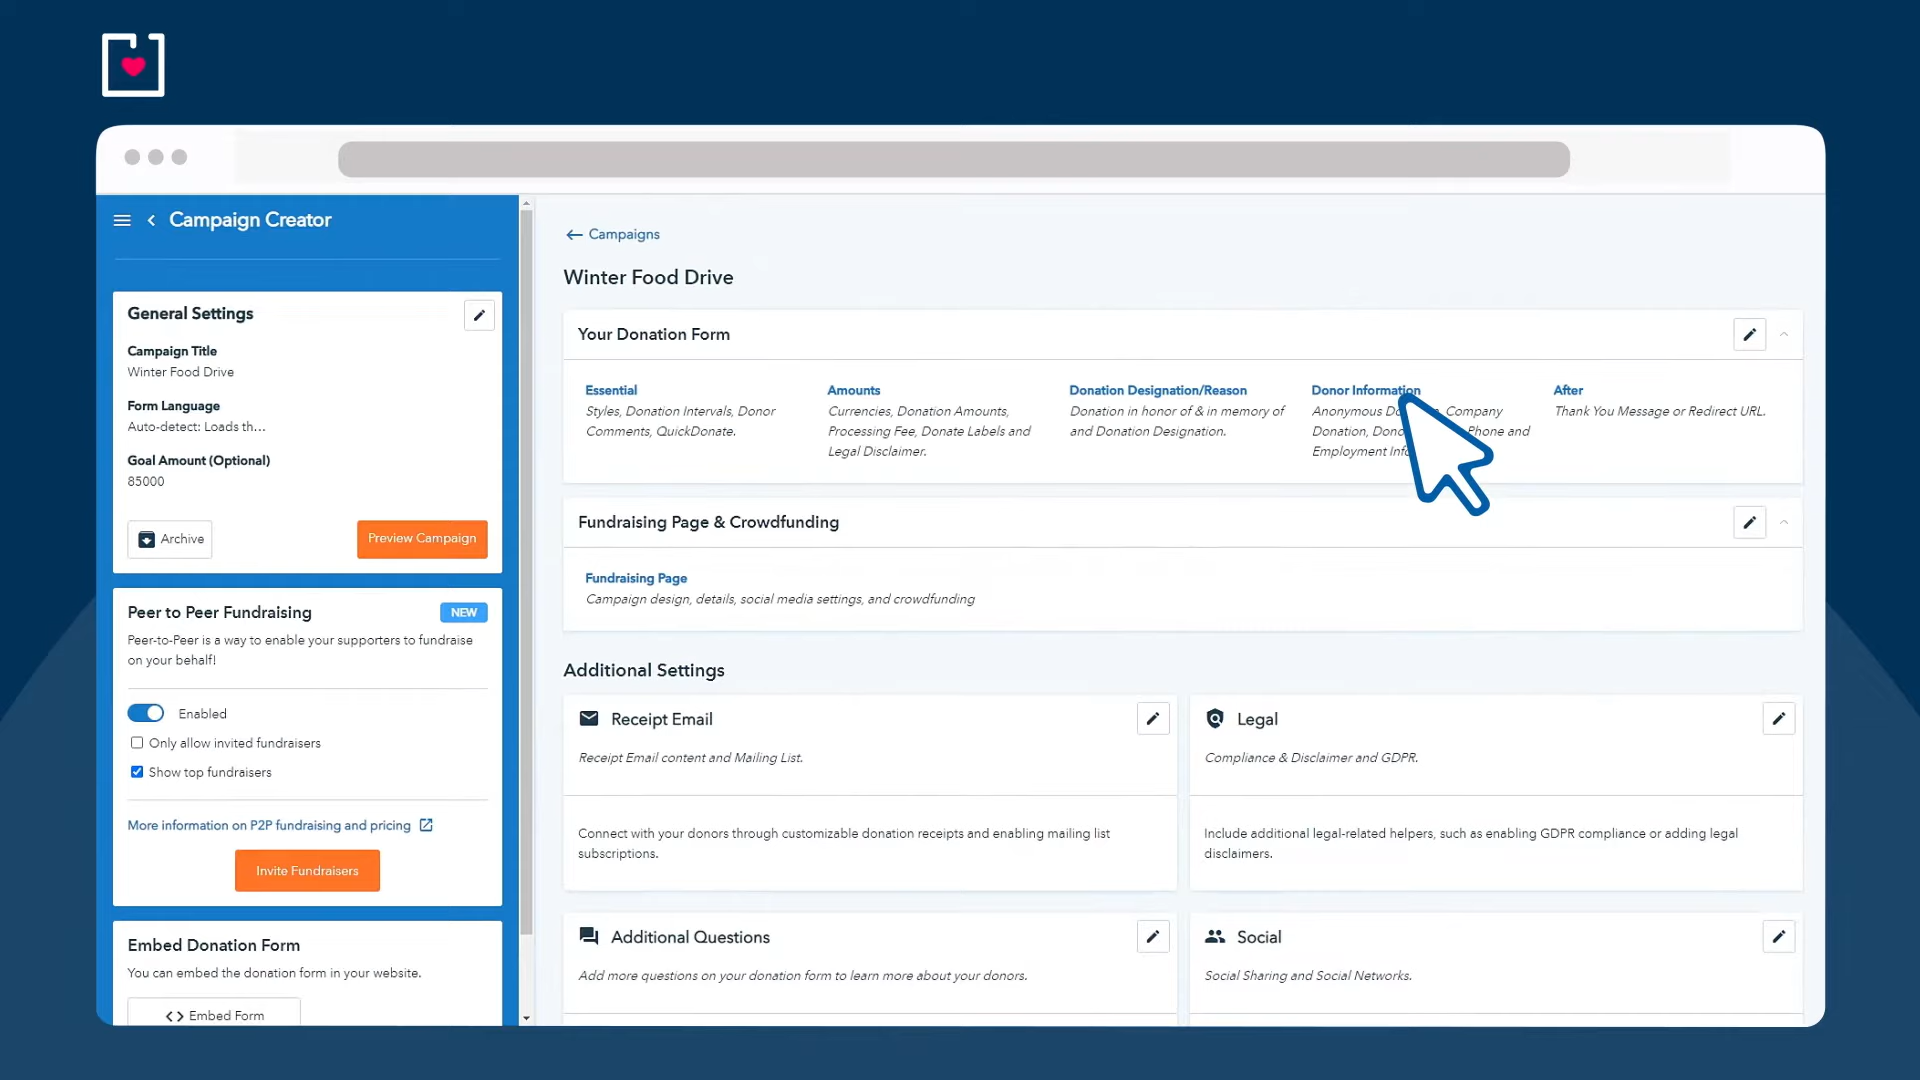 Campaign Creator
General Settings
Campaign Title
Winter Food Drive
Form Language
Auto-detect: Loads th...
Goal Amount (Optional)
85000
Archive
Preview Campaign
Peer to Peer Fundraising
NEW
Peer-to-Peer is a way to enable your supporters to fundraise
on your behalf!
Enabled
Only allow invited fundraisers
Show top fundraisers
More information on P2P fundraising and pricing
Invite Fundraisers
Embed Donation Form
You can embed the donation form in your website.
Embed Form
Campaigns
Winter Food Drive
Your Donation Form
Essential
Styles, Donation Intervals, Donor
Comments, QuickDonate.
Amounts
Currencies, Donation Amounts,
Processing Fee, Donate Labels and
Legal Disclaimer.
Donation Designation/Reason
Donation in honor of & in memory of
and Donation Designation.
Donor Information
Anonymous Company
Donation, Phone and
Employment
After
Thank You Message or Redirect URL.
Fundraising Page & Crowdfunding
Fundraising Page
Campaign design, details, social media settings, and crowdfunding
Additional Settings
Receipt Email
Receipt Email content and Mailing List.
Connect with your donors through customizable donation receipts and enabling mailing list
subscriptions.
Legal
Compliance & Disclaimer and GDPR.
Include additional legal-related helpers, such as enabling GDPR compliance or adding legal
disclaimers.
Additional Questions
Add more questions on your donation form to learn more about your donors.
Social
Social Sharing and Social Networks.